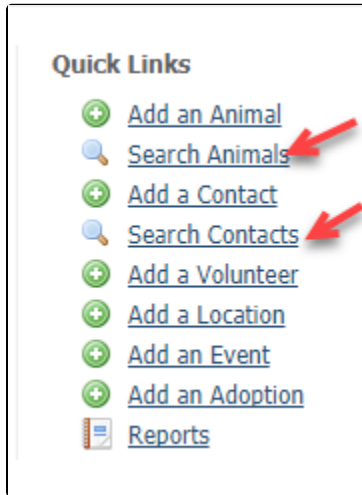 Quick Links
Add an Animal
Search Animals
Add a Contact
Search Contacts
Add a Volunteer
Add a Location
Add an Event
Add an Adoption
Reports